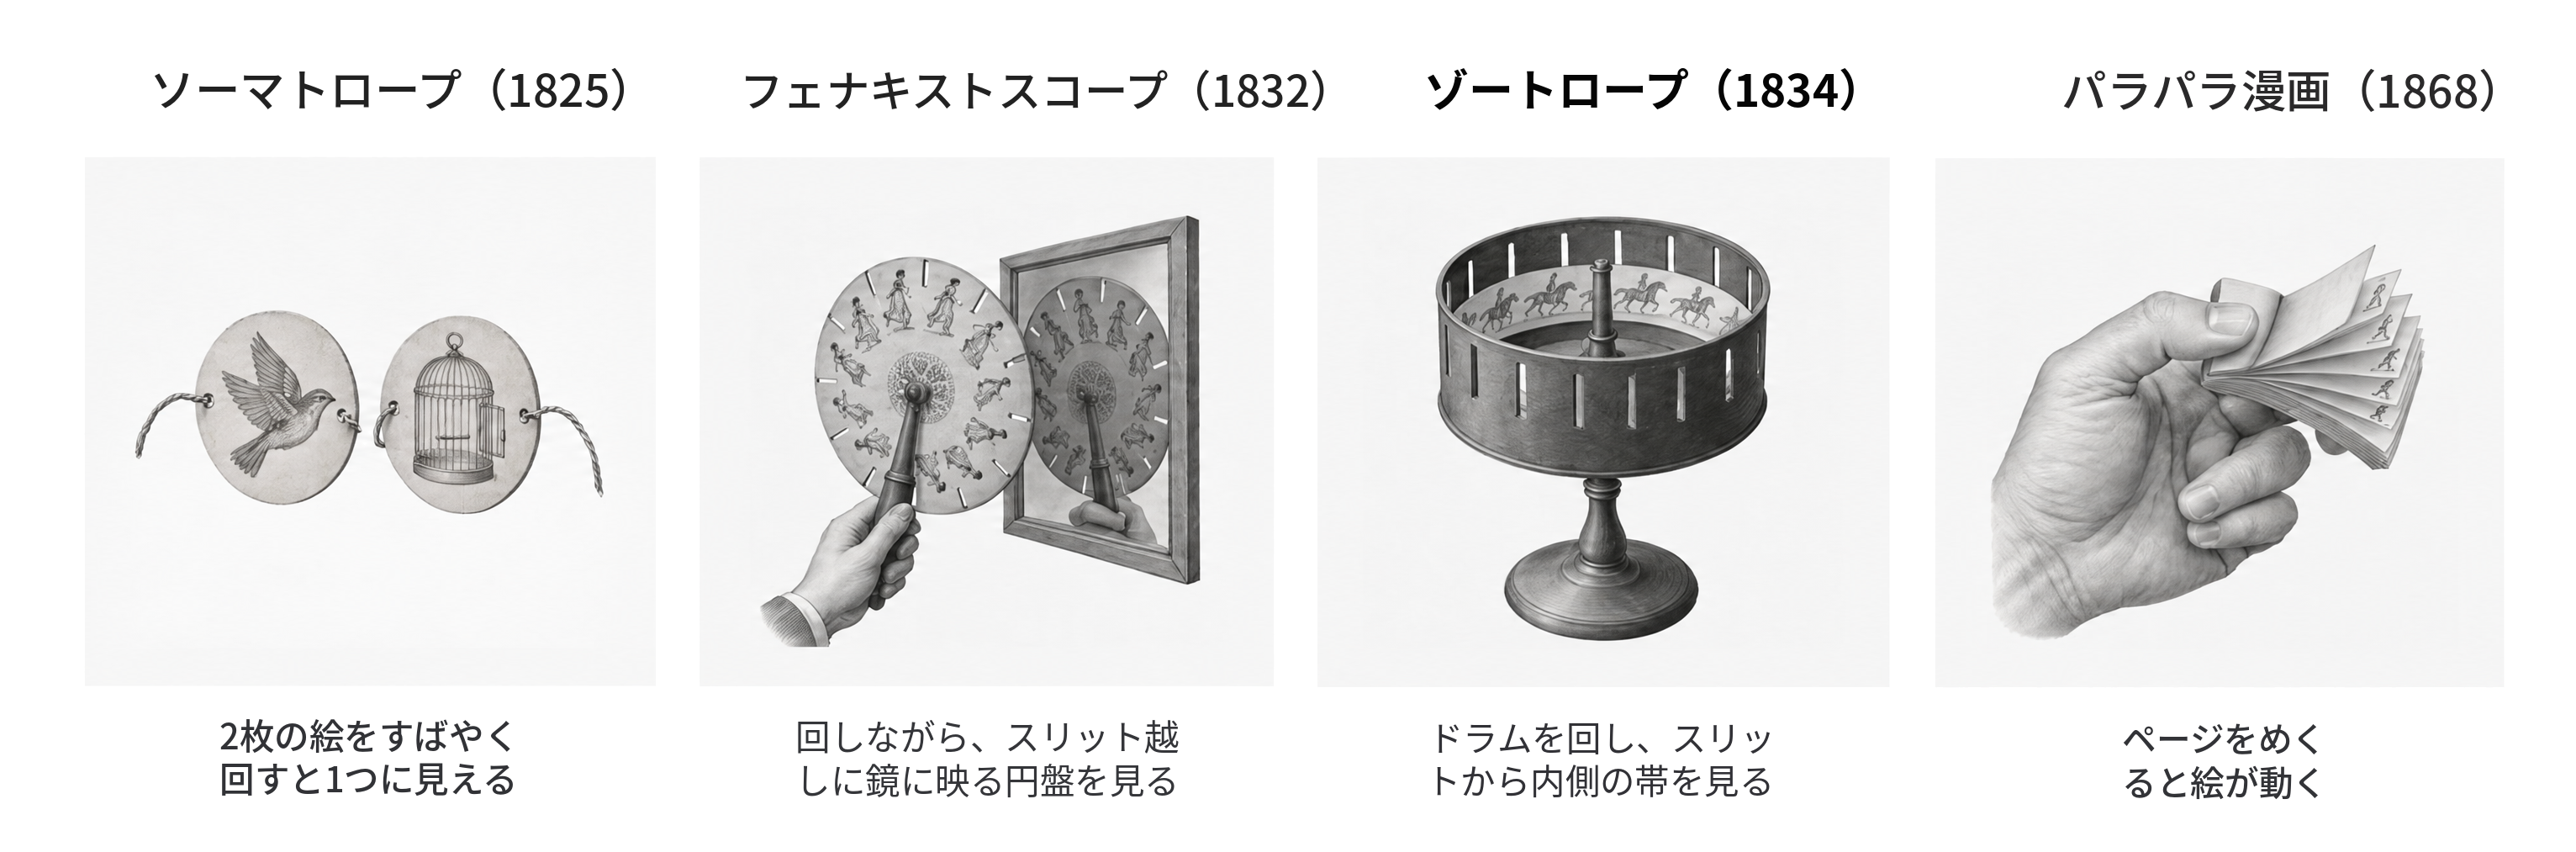 ソーマトロープ（1825）
フェナキストスコープ（1832）
ゾートロープ（1834）
パラパラ漫画（1868）
2枚の絵をすばやく
回すと1つに見える
回しながら、スリット越
しに鏡に映る円盤を見る
ドラムを回し、スリッ
トから内側の帯を見る
ページをめく
ると絵が動く